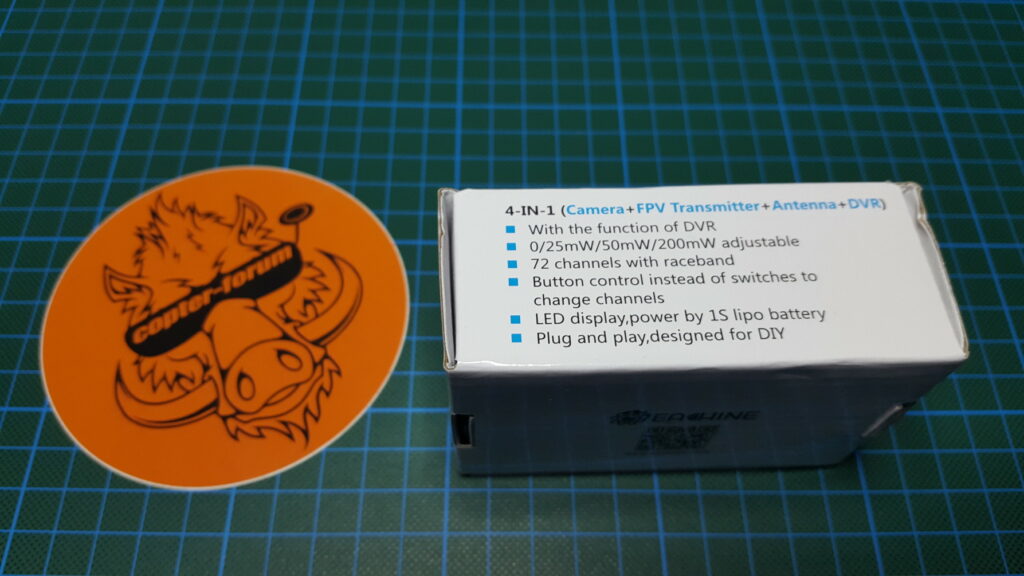 copter-forum
4-IN-1 (Camera+FPV Transmitter+Antenna+DVR)
With the function of DVR
0/25mW/50mW/200mW adjustable
72 channels with raceband
Button control instead of switches to
change channels
LED display,power by 1S lipo battery
Plug and play,designed for DIY
EACHINE